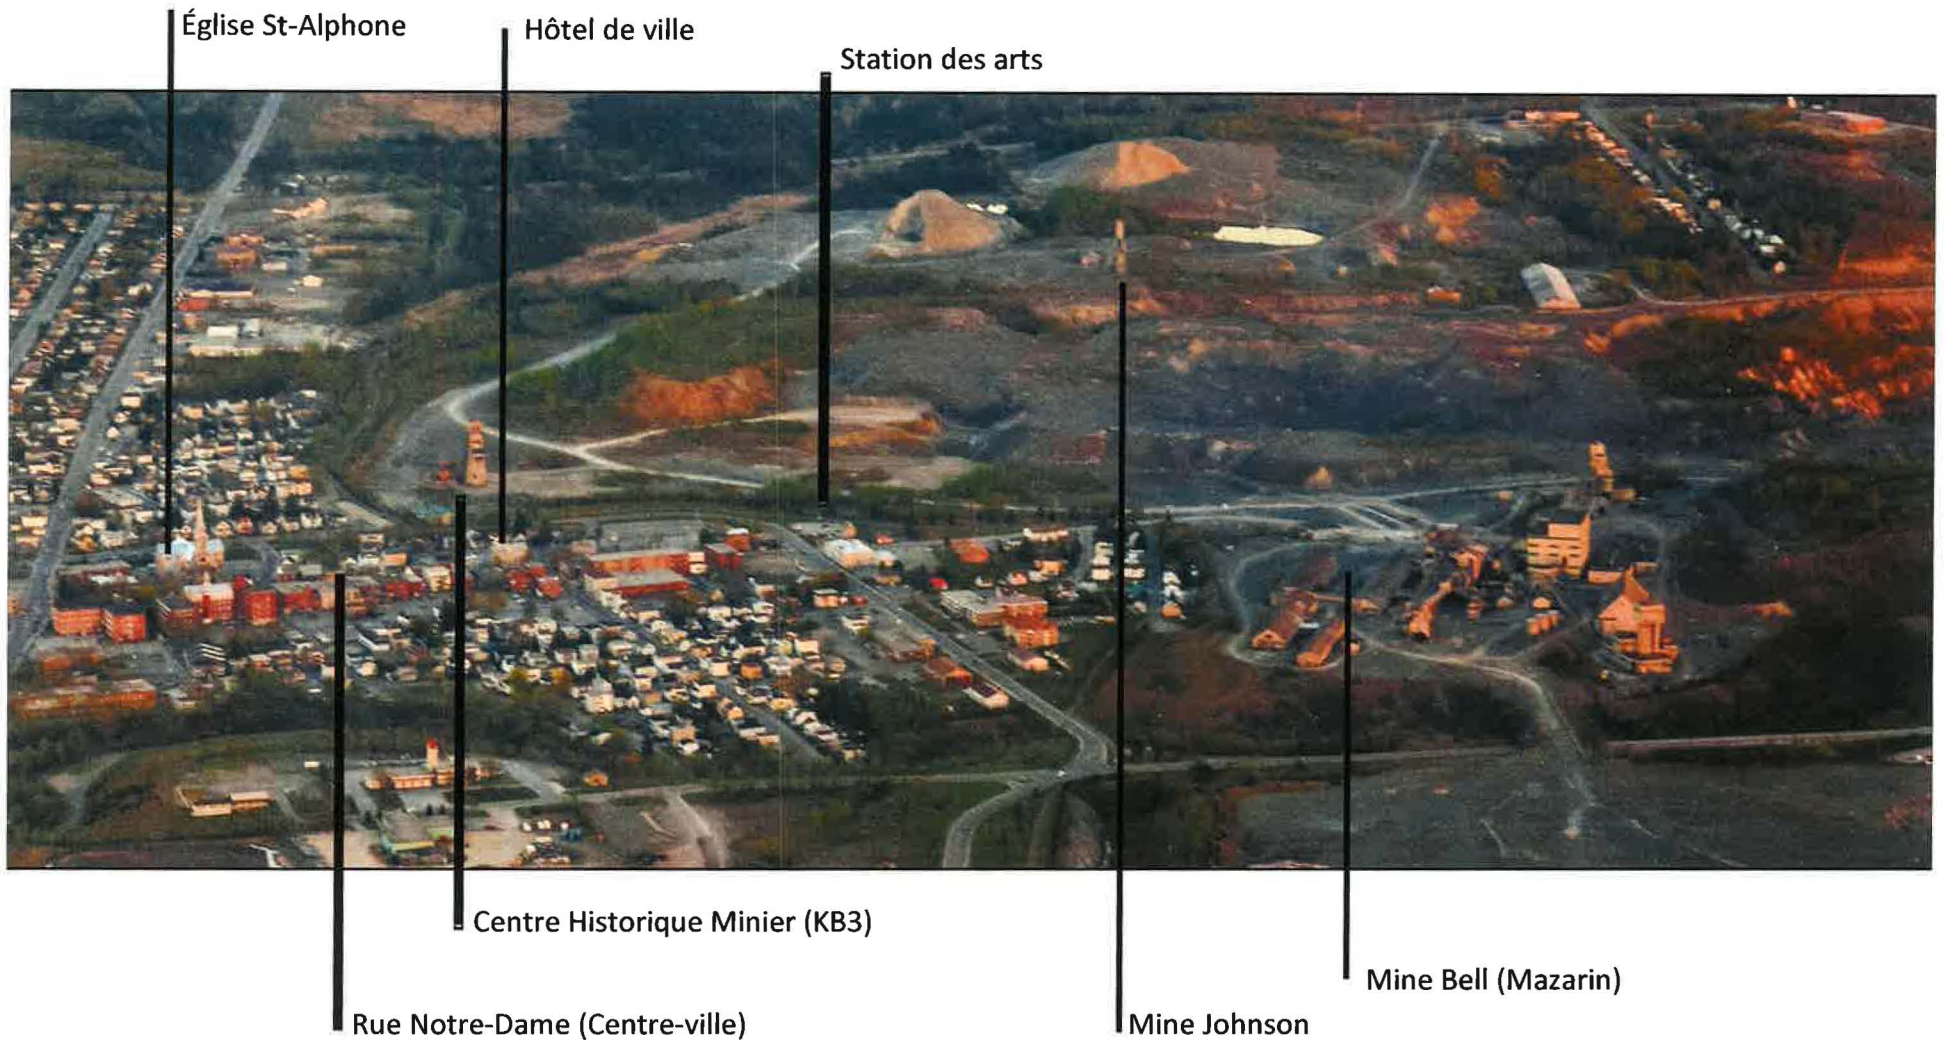 Église St-Alphone
Hôtel de ville
Station des arts
Centre Historique Minier (KB3)
Mine Bell (Mazarin)
Rue Notre-Dame (Centre-ville)
Mine Johnson